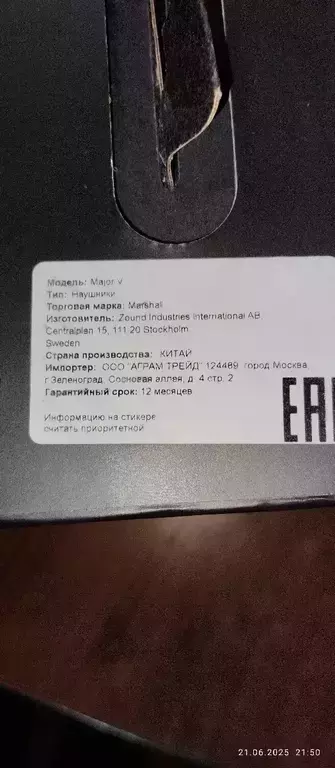 Модель: Major V
Тип: Наушники
Торговая марка: Marshal
Изготовитель: Zound Industries International AB
Centralplan 15, 111 20 Stockholm
Sweden
Страна производства: КИТАЙ
Импортер: ООО "АГРАМ ТРЕЙД" 124489, город Москва,
г Зеленоград, Сосновая аллея, д. 4 стр. 2
Гарантийный срок: 12 месяцев
Информацию на стикере
считать приоритетной
EAC
21.06.2025 21:50